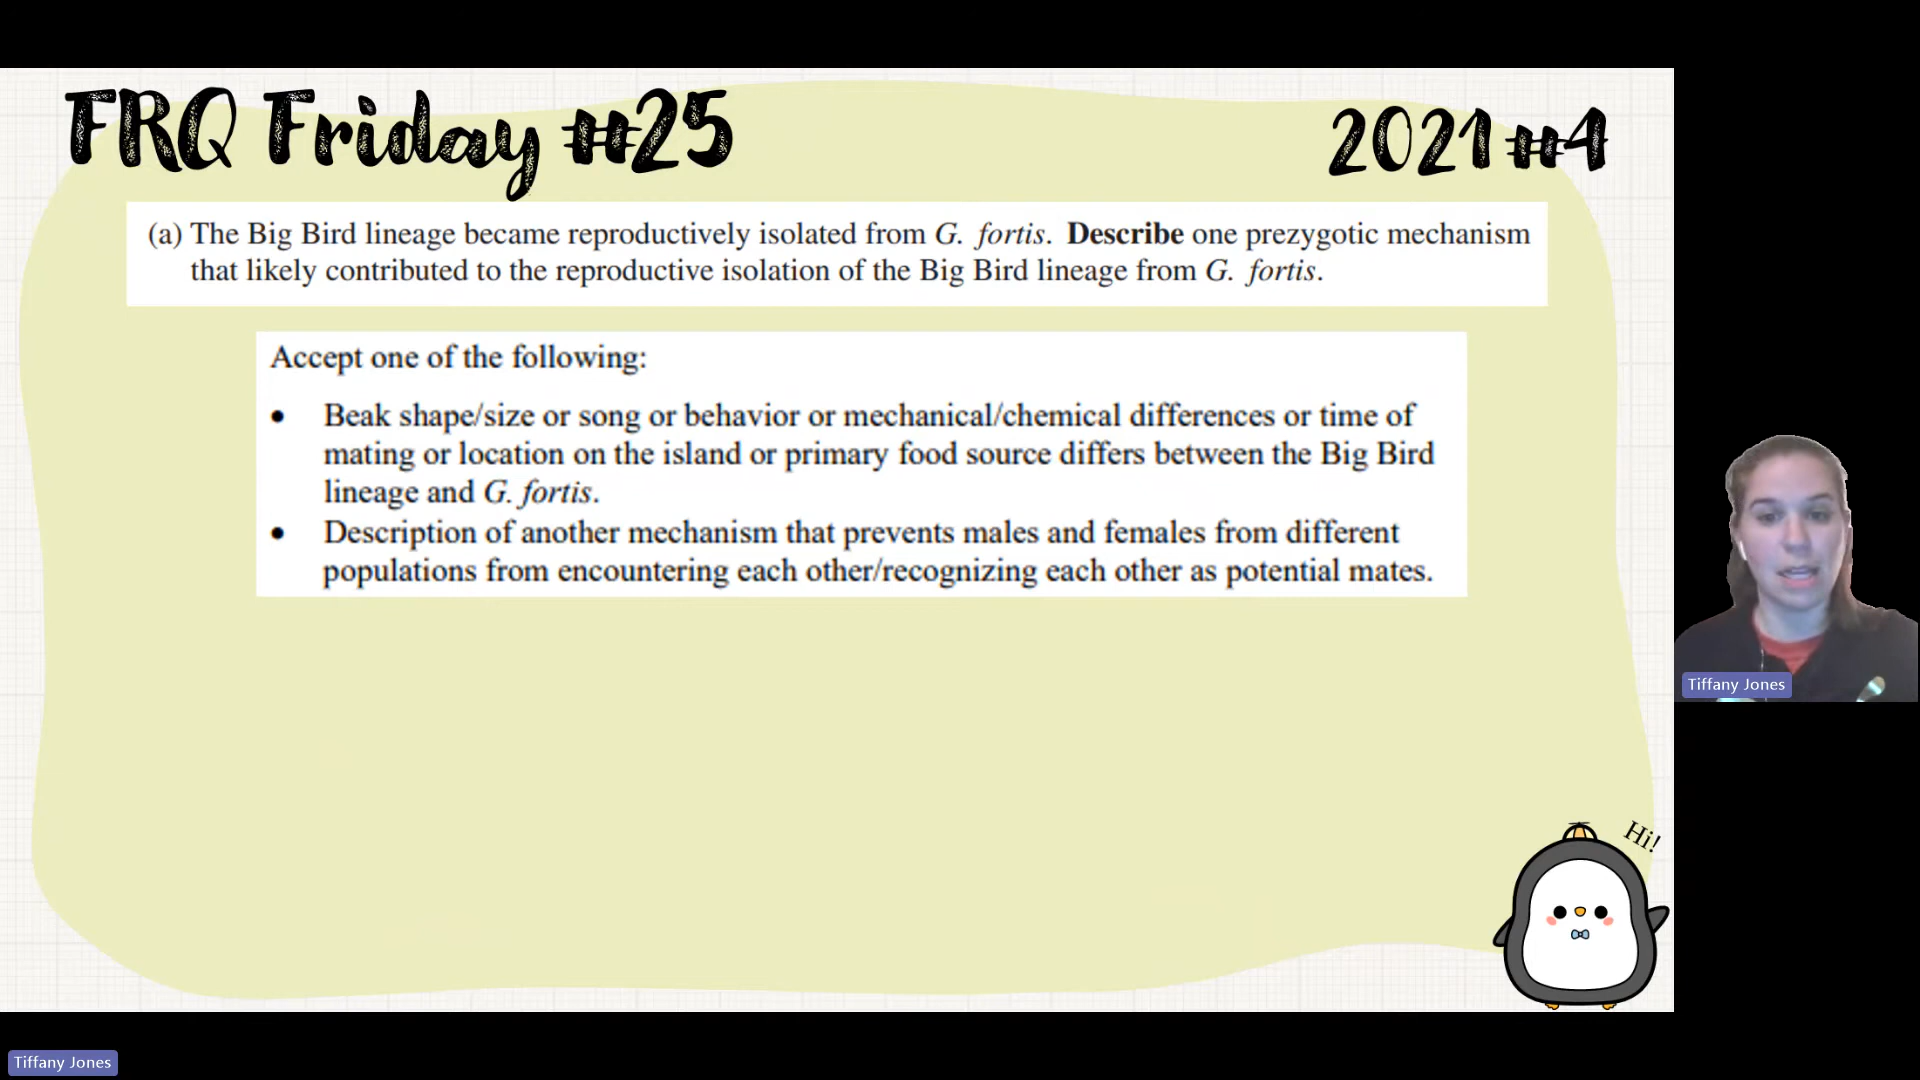 FRQ Friday #25
2021 #4
(a) The Big Bird lineage became reproductively isolated from G. fortis. Describe one prezygotic mechanism
that likely contributed to the reproductive isolation of the Big Bird lineage from G. fortis.
Accept one of the following:
• Beak shape/size or song or behavior or mechanical/chemical differences or time of
mating or location on the island or primary food source differs between the Big Bird
lineage and G. fortis.
• Description of another mechanism that prevents males and females from different
populations from encountering each other/recognizing each other as potential mates.
Tiffany Jones
Hi!
Tiffany Jones